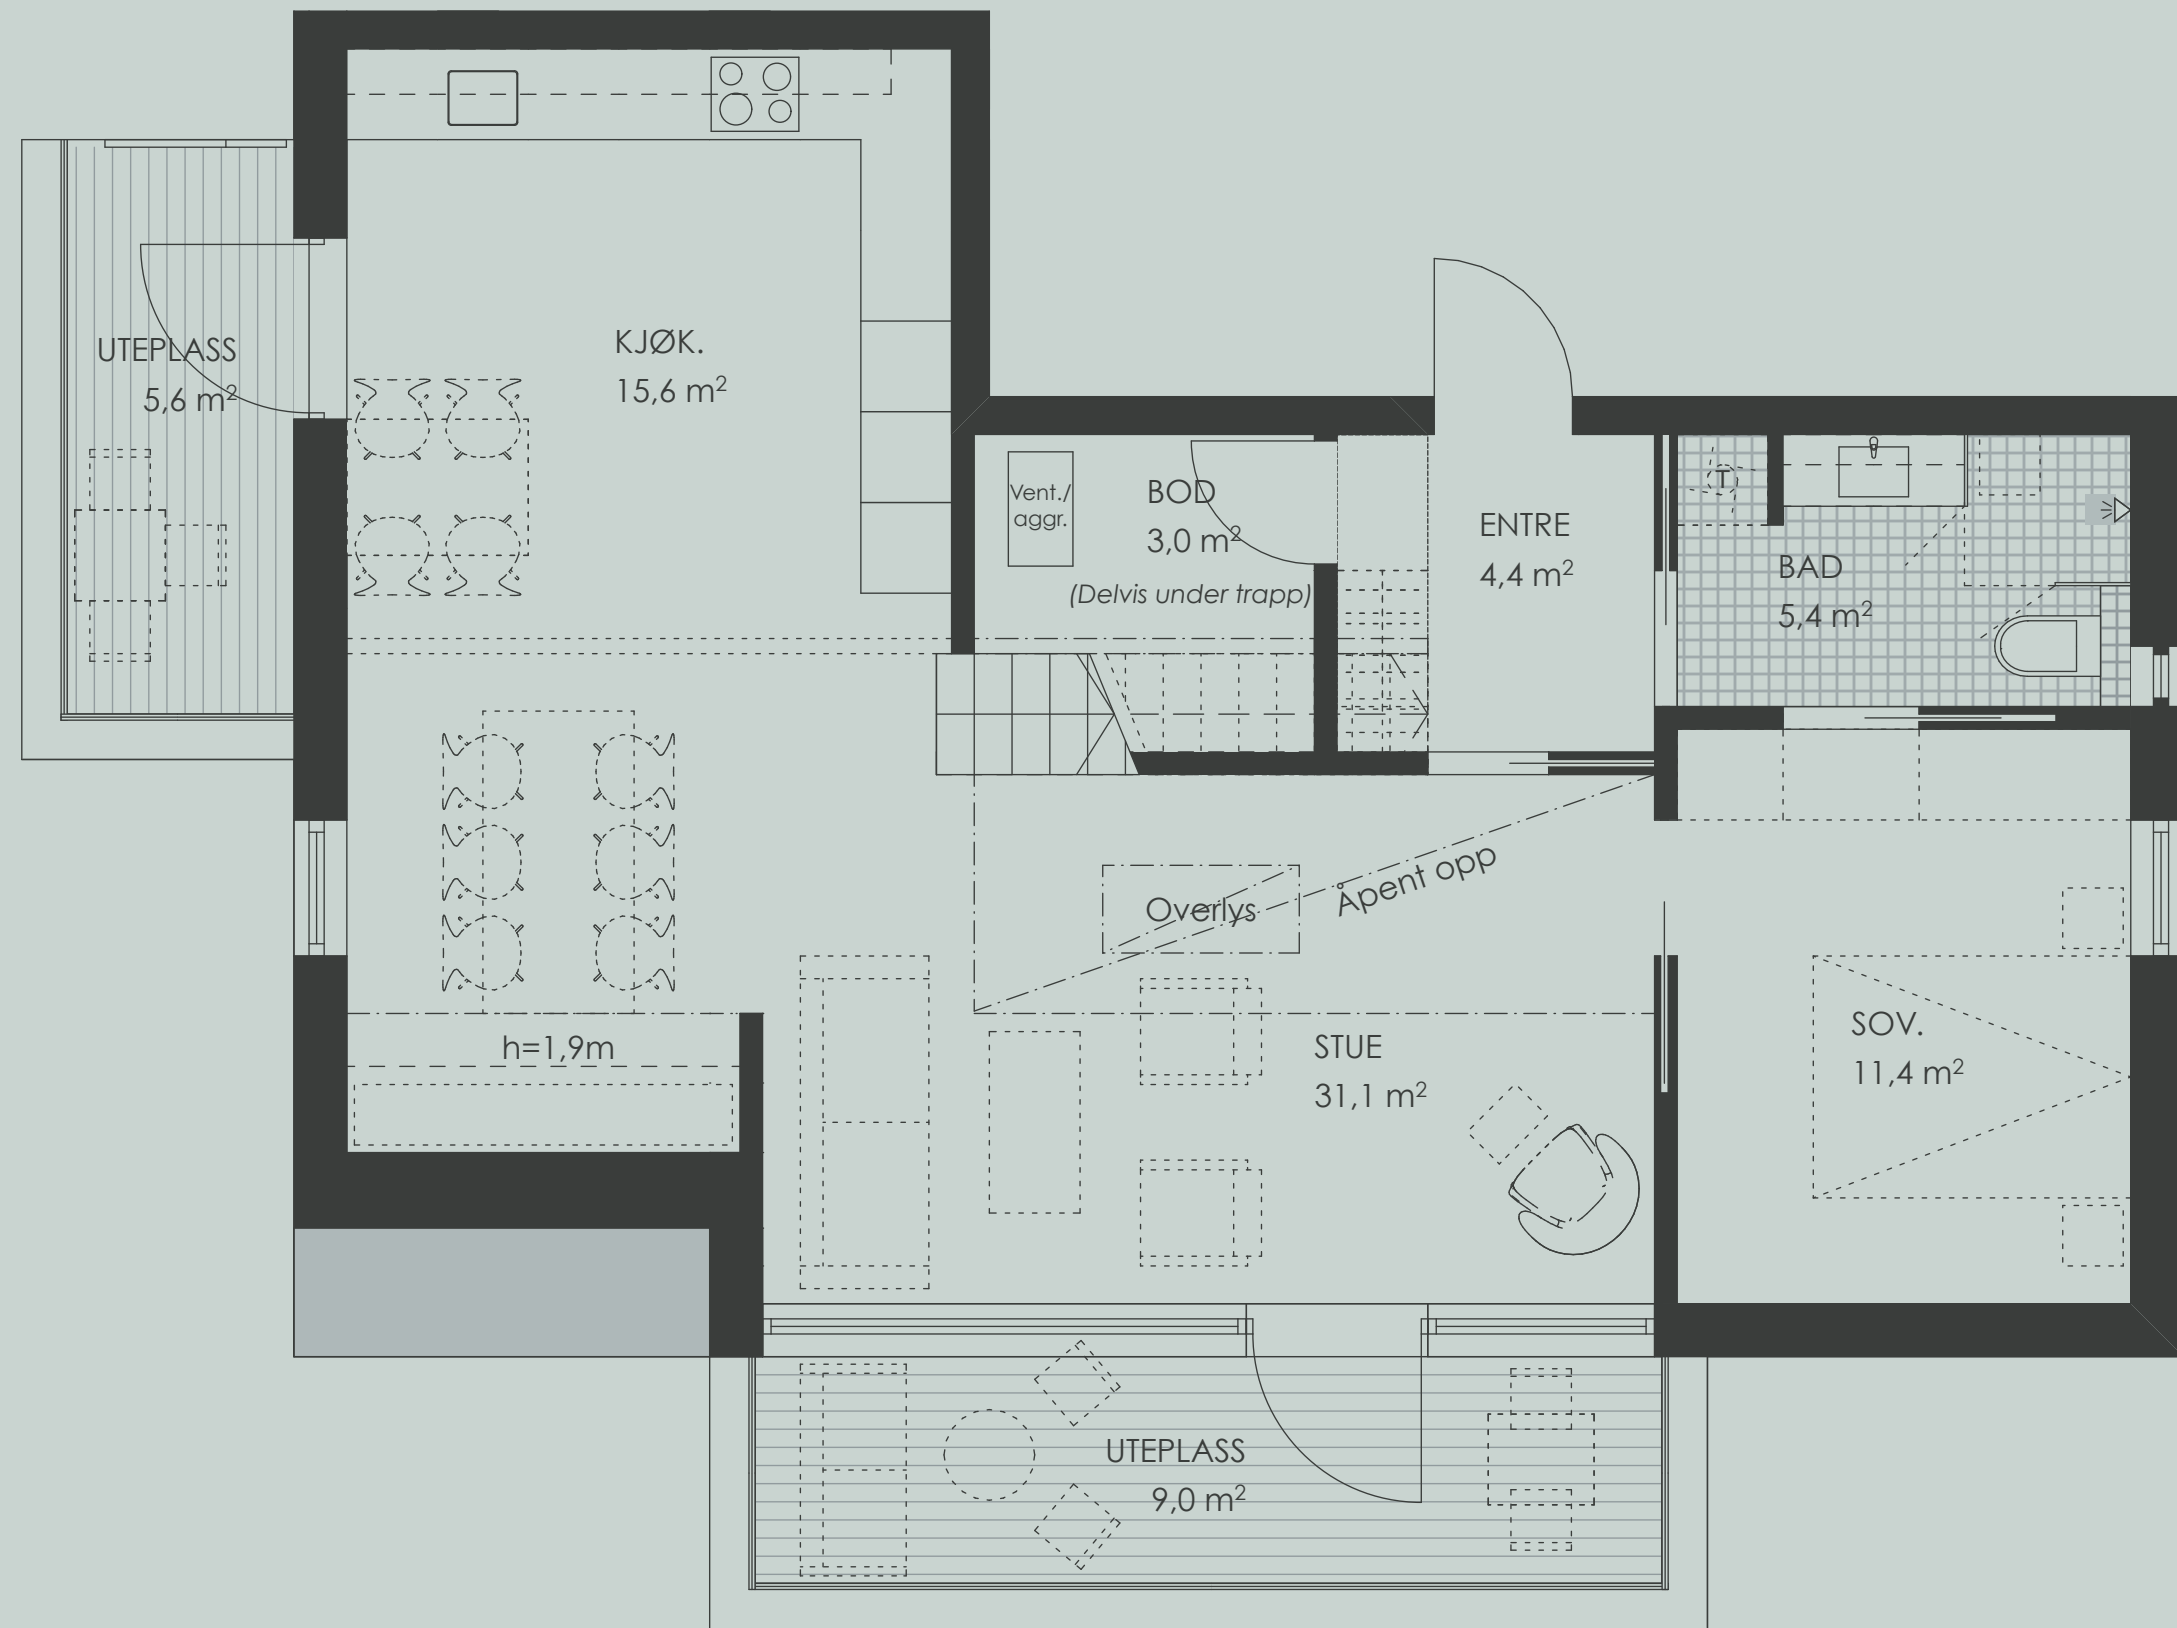 UTEPLASS
5,6 m²
KJØK.
15,6 m²
Vent./
aggr.
BOD
3,0 m²
(Delvis under trapp)
ENTRE
4,4 m²
T
BAD
5,4 m²
Overlys
Åpent opp
h=1,9m
STUE
31,1 m²
SOV.
11,4 m²
UTEPLASS
9,0 m²